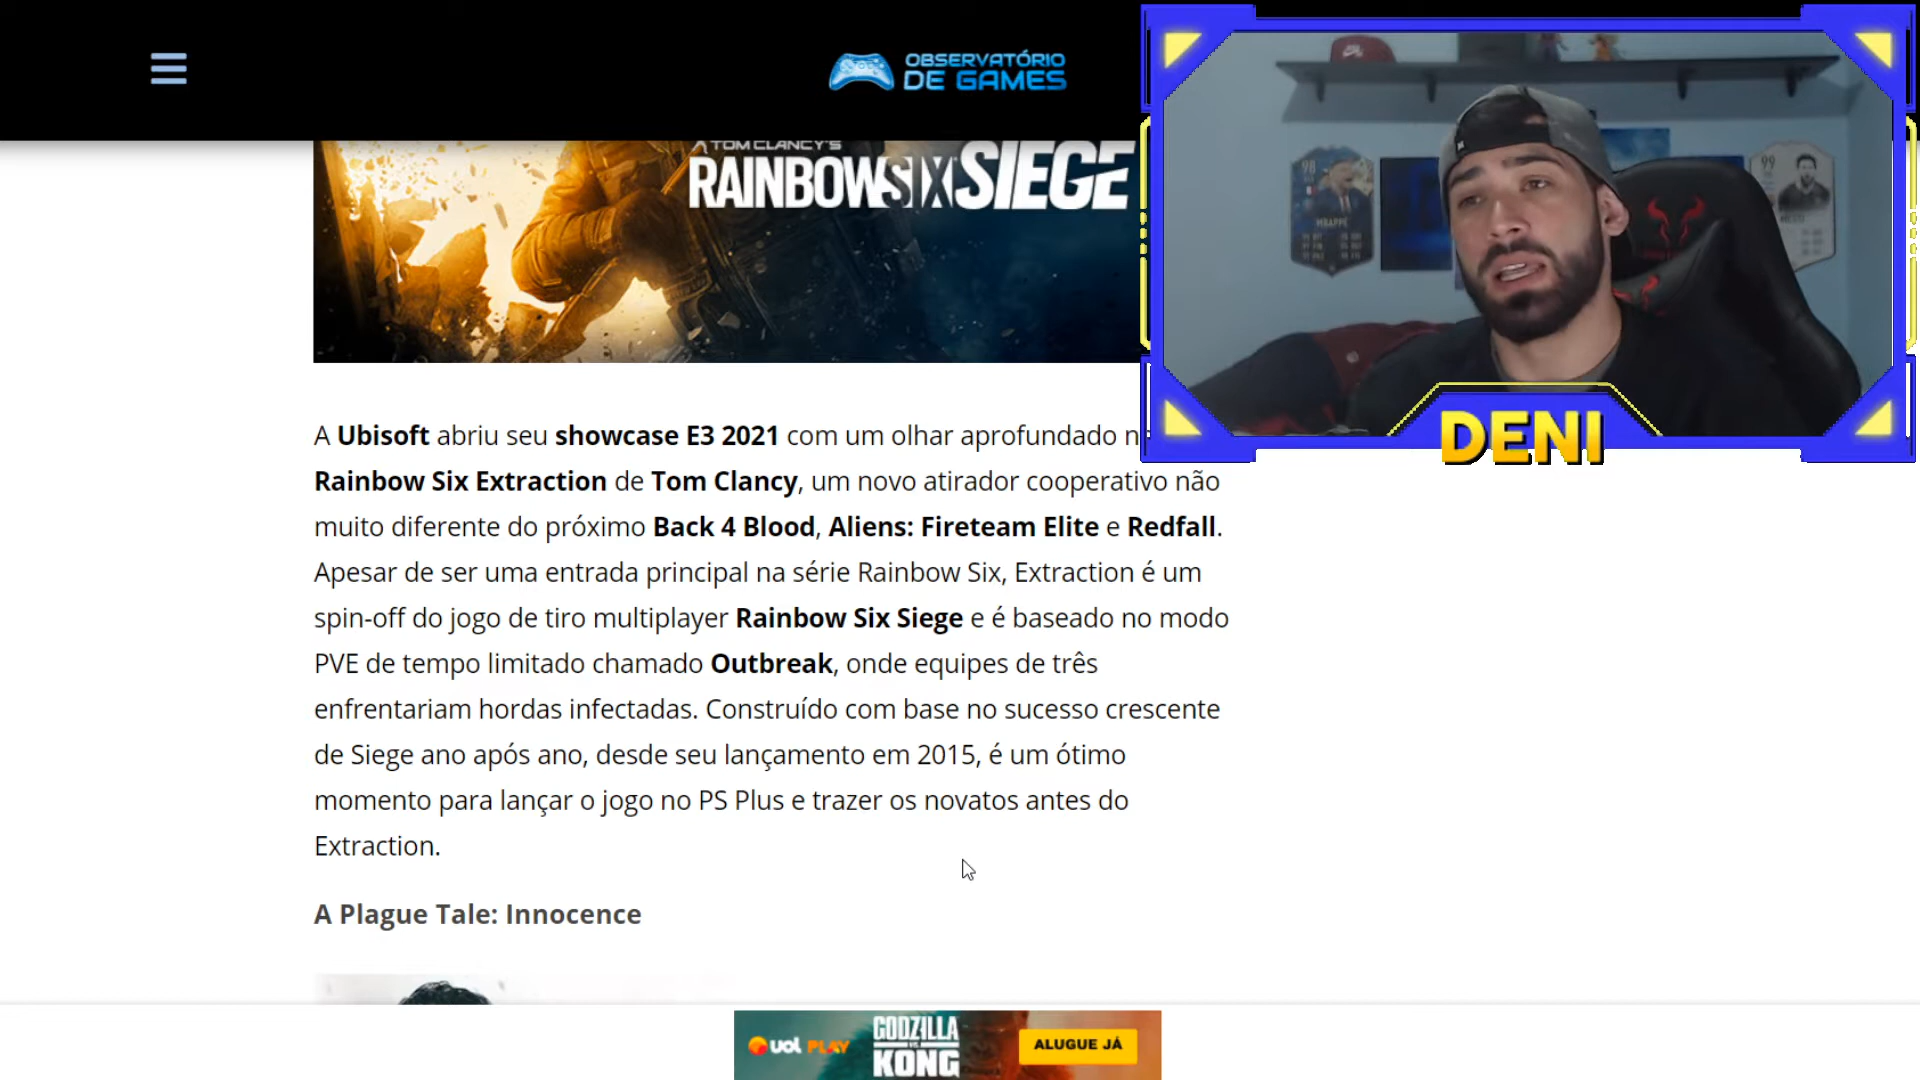 OBSERVATÓRIO
DE GAMES
TOM CLANCY'S
RAINBOWSIX SIEGE
98
MBAPPÉ
99
DENI
A Ubisoft abriu seu showcase E3 2021 com um olhar aprofundado n
Rainbow Six Extraction de Tom Clancy, um novo atirador cooperativo não
muito diferente do próximo Back 4 Blood, Aliens: Fireteam Elite e Redfall.
Apesar de ser uma entrada principal na série Rainbow Six, Extraction é um
spin-off do jogo de tiro multiplayer Rainbow Six Siege e é baseado no modo
PVE de tempo limitado chamado Outbreak, onde equipes de três
enfrentariam hordas infectadas. Construído com base no sucesso crescente
de Siege ano após ano, desde seu lançamento em 2015, é um ótimo
momento para lançar o jogo no PS Plus e trazer os novatos antes do
Extraction.
A Plague Tale: Innocence
uol PLAY
GODZILLA
VS
KONG
ALUGUE JÁ